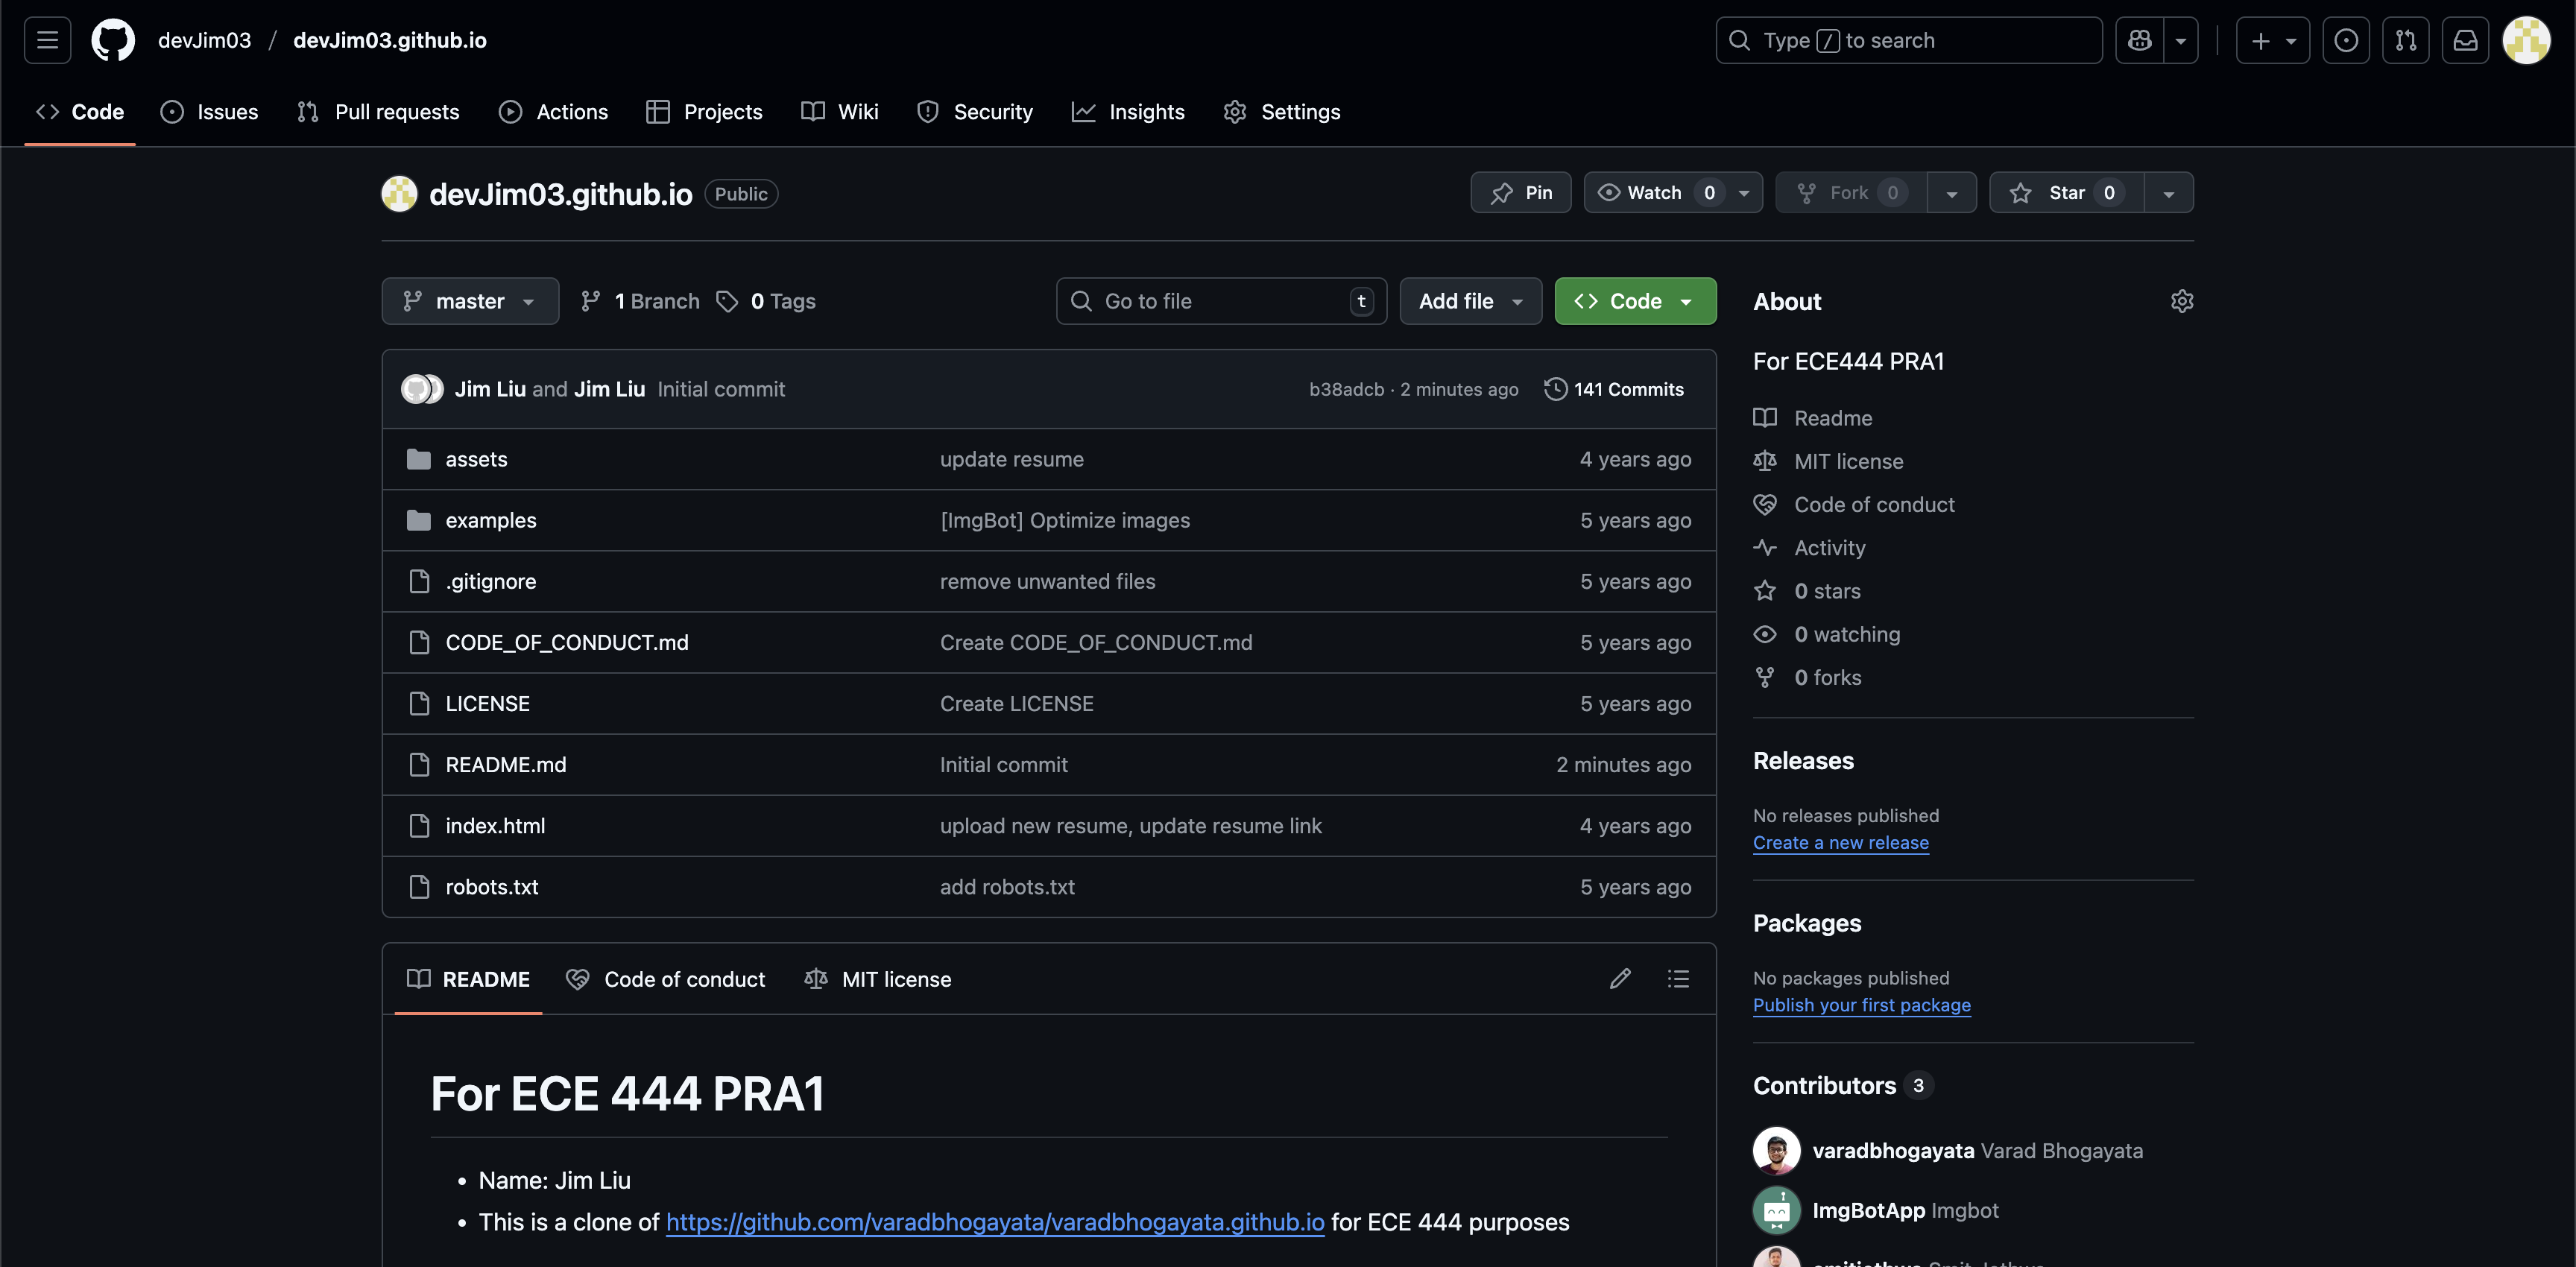 devJim03 / devJim03.github.io
Type / to search
Code Issues Pull requests Actions Projects Wiki Security Insights Settings
devJim03.github.io Public
Pin Watch 0 Fork 0 Star 0
master 1 Branch 0 Tags Go to file t Add file Code
Jim Liu and Jim Liu Initial commit b38adcb · 2 minutes ago 141 Commits
assets update resume 4 years ago
examples [ImgBot] Optimize images 5 years ago
.gitignore remove unwanted files 5 years ago
CODE_OF_CONDUCT.md Create CODE_OF_CONDUCT.md 5 years ago
LICENSE Create LICENSE 5 years ago
README.md Initial commit 2 minutes ago
index.html upload new resume, update resume link 4 years ago
robots.txt add robots.txt 5 years ago
README Code of conduct MIT license
For ECE 444 PRA1
Name: Jim Liu
This is a clone of https://github.com/varadbhogayata/varadbhogayata.github.io for ECE 444 purposes
About
For ECE444 PRA1
Readme
MIT license
Code of conduct
Activity
0 stars
0 watching
0 forks
Releases
No releases published
Create a new release
Packages
No packages published
Publish your first package
Contributors 3
varadbhogayata Varad Bhogayata
ImgBotApp Imgbot